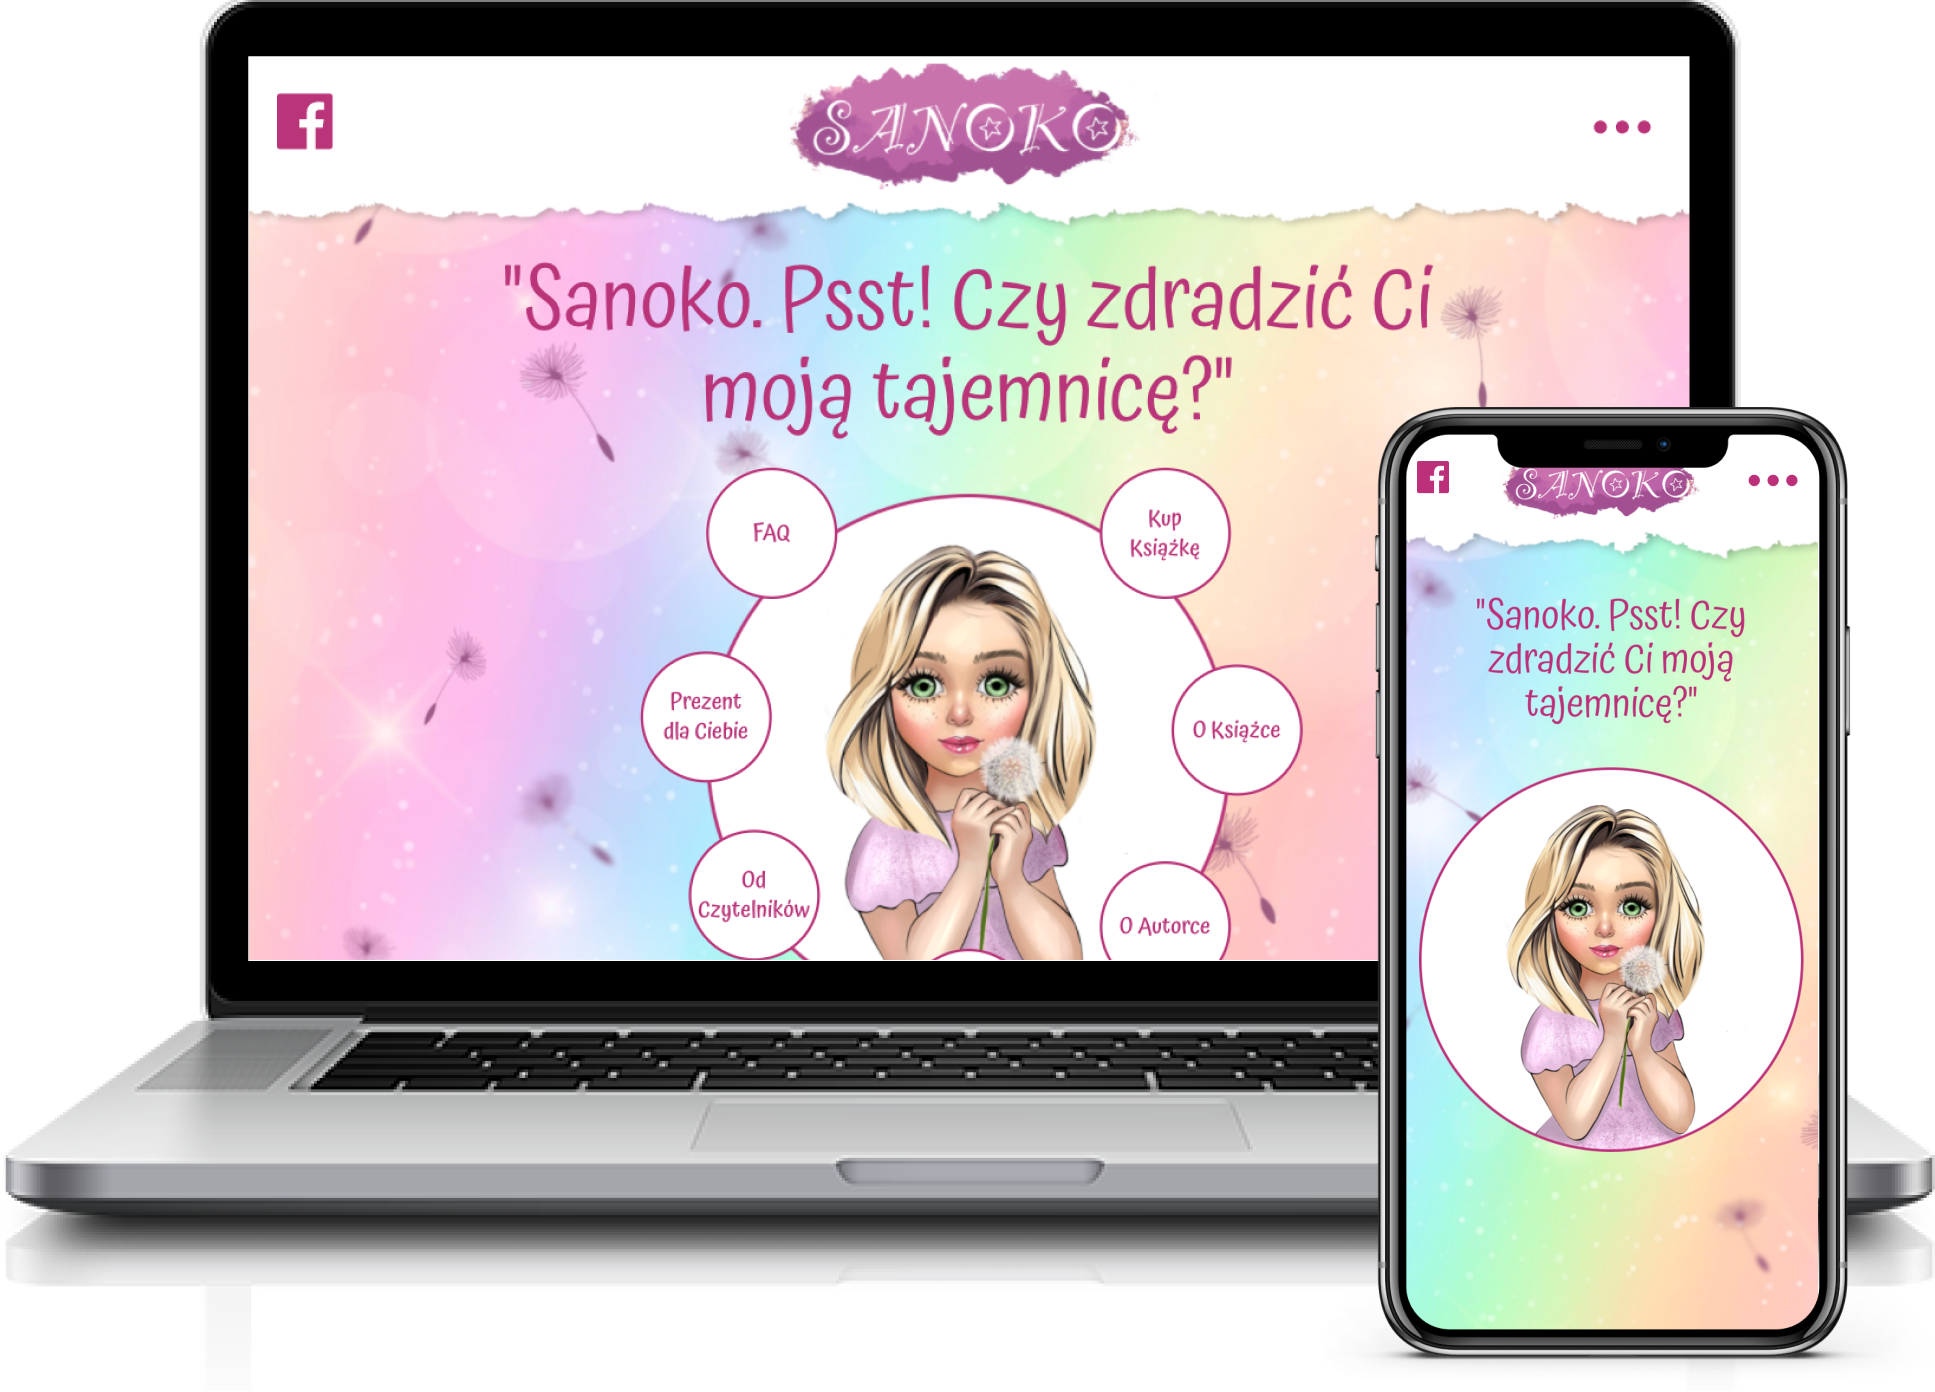 SANOKO
"Sanoko. Psst! Czy zdradzić Ci
moją tajemnicę?"
FAQ
Kup
Książkę
Prezent
dla Ciebie
O Książce
Od
Czytelników
O Autorce
SANOKO
"Sanoko. Psst! Czy
zdradzić Ci moją
tajemnicę?"